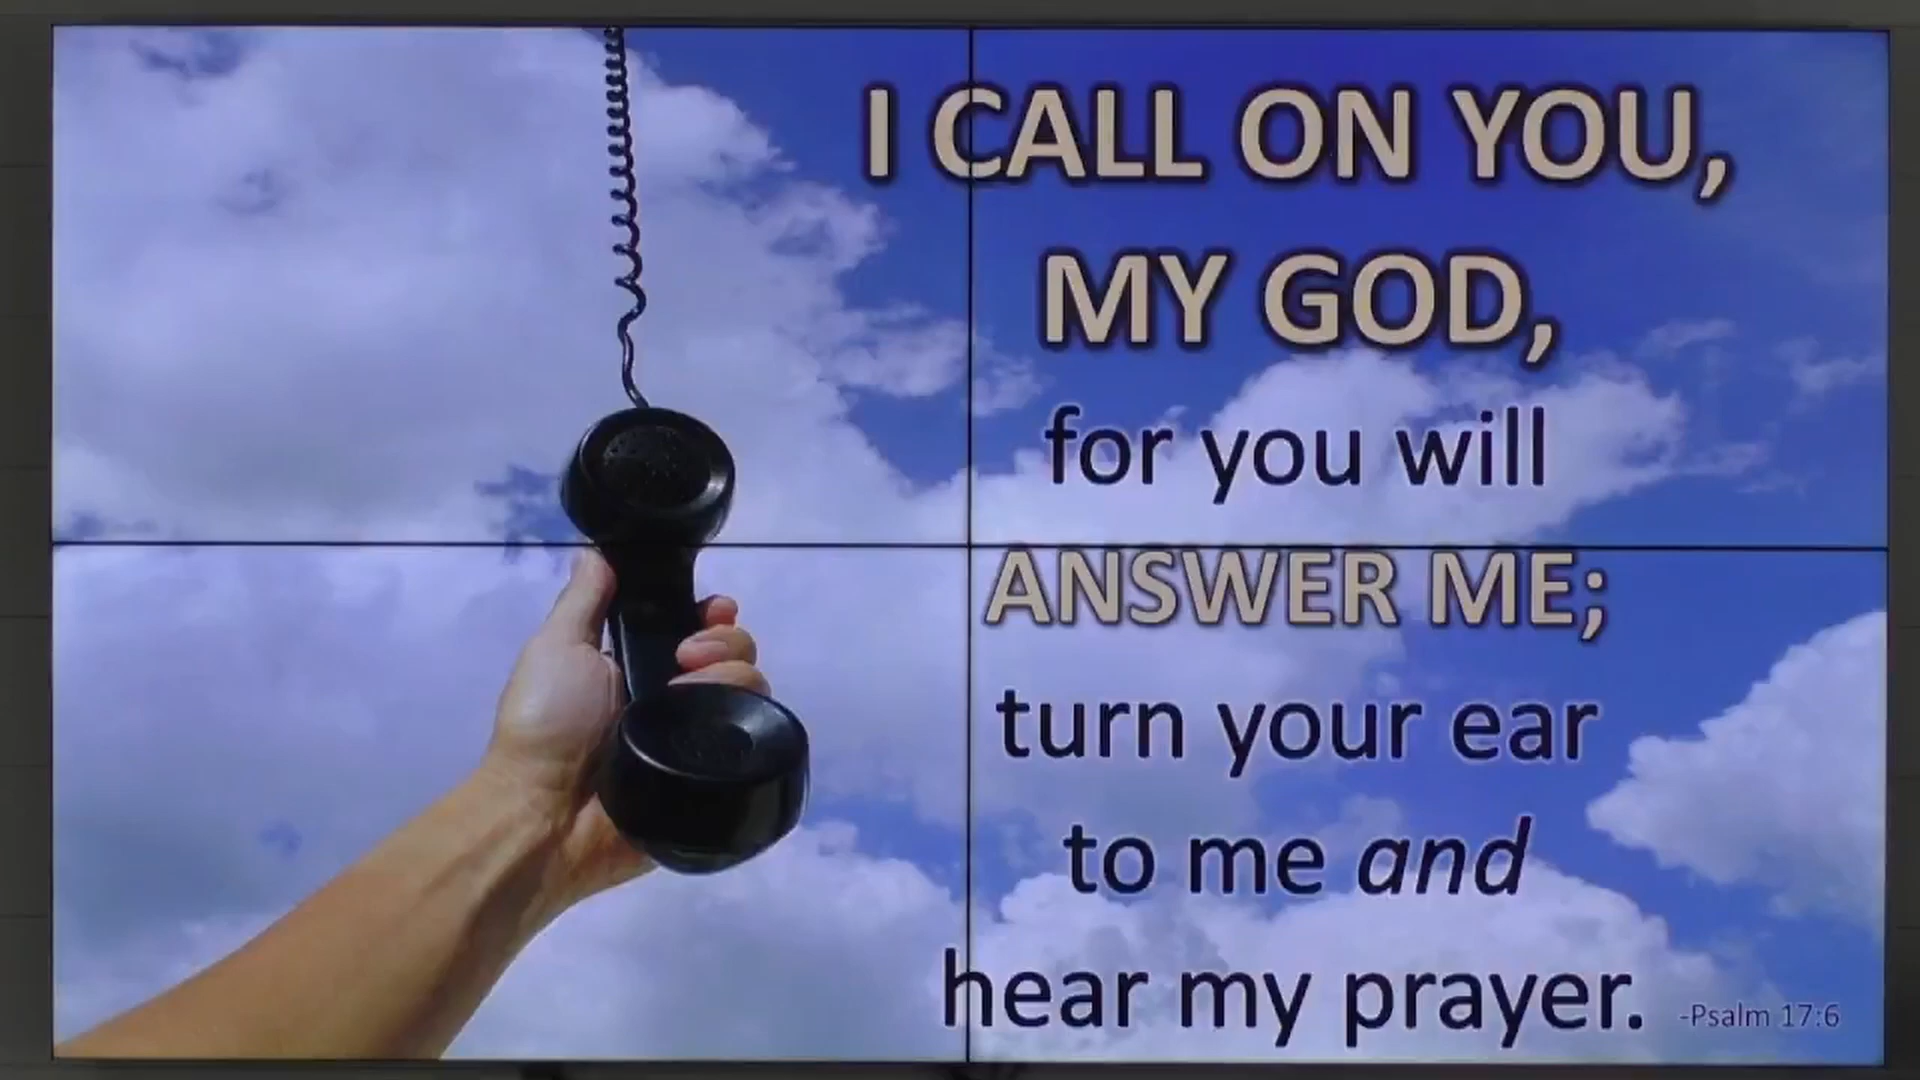 I CALL ON YOU,
MY GOD,
for you will
ANSWER ME;
turn your ear
to me and
hear my prayer.
-Psalm 17:6